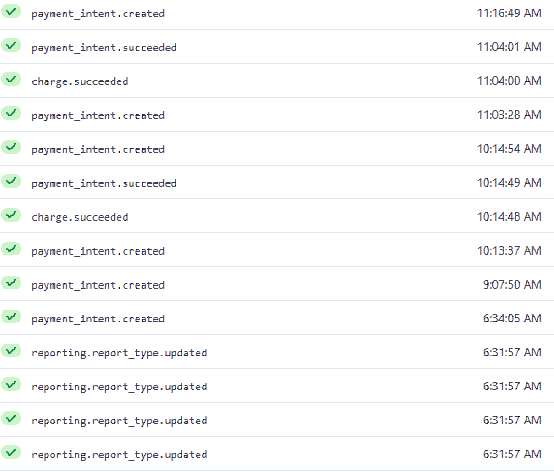 payment_intent.created 11:16:49 AM
payment_intent.succeeded 11:04:01 AM
charge.succeeded 11:04:00 AM
payment_intent.created 11:03:28 AM
payment_intent.created 10:14:54 AM
payment_intent.succeeded 10:14:49 AM
charge.succeeded 10:14:48 AM
payment_intent.created 10:13:37 AM
payment_intent.created 9:07:50 AM
payment_intent.created 6:34:05 AM
reporting.report_type.updated 6:31:57 AM
reporting.report_type.updated 6:31:57 AM
reporting.report_type.updated 6:31:57 AM
reporting.report_type.updated 6:31:57 AM